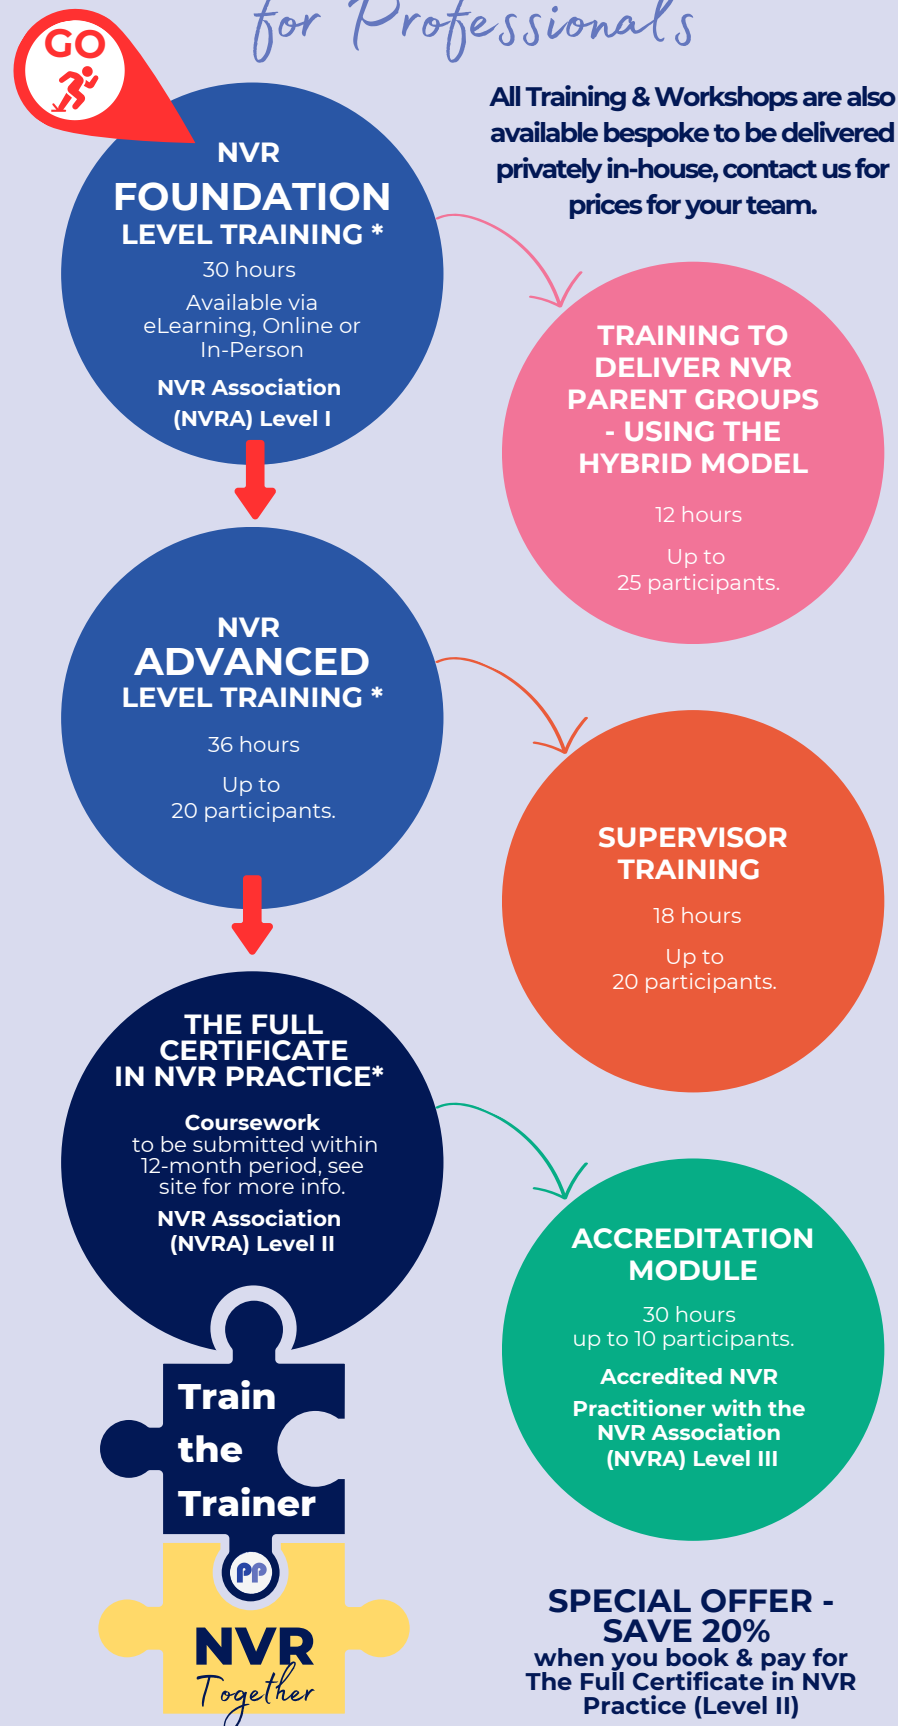 for Professionals
GO
All Training & Workshops are also
available bespoke to be delivered
privately in-house, contact us for
prices for your team.
NVR
FOUNDATION
LEVEL TRAINING *
30 hours
Available via
eLearning, Online or
In-Person
NVR Association
(NVRA) Level I
TRAINING TO
DELIVER NVR
PARENT GROUPS
- USING THE
HYBRID MODEL
12 hours
Up to
25 participants.
NVR
ADVANCED
LEVEL TRAINING *
36 hours
Up to
20 participants.
SUPERVISOR
TRAINING
18 hours
Up to
20 participants.
THE FULL
CERTIFICATE
IN NVR PRACTICE*
Coursework
to be submitted within
12-month period, see
site for more info.
NVR Association
(NVRA) Level II
ACCREDITATION
MODULE
30 hours
up to 10 participants.
Accredited NVR
Practitioner with the
NVR Association
(NVRA) Level III
Train
the
Trainer
PP
NVR
Together
SPECIAL OFFER -
SAVE 20%
when you book & pay for
The Full Certificate in NVR
Practice (Level II)